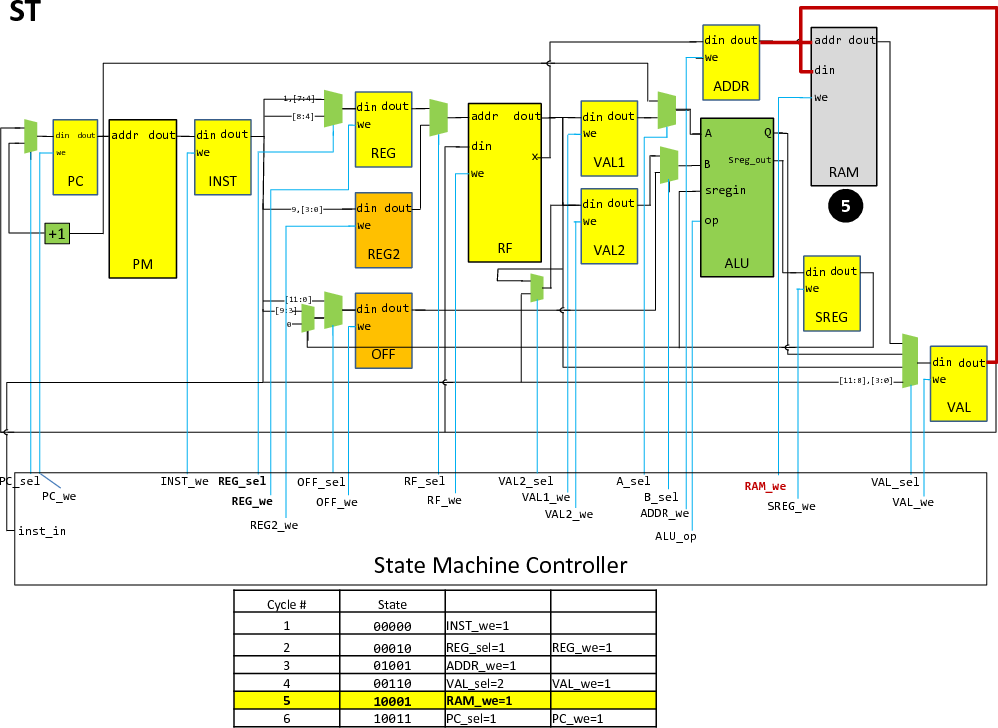 ST
din dout
we
ADDR
addr dout
din
we
RAM
5
1,[7:4]
[8:4]
din dout
we
REG
addr dout
din
we
x
RF
din dout
we
VAL1
din dout
we
VAL2
A
Q
B
Sreg_out
sregin
op
ALU
din dout
we
PC
addr dout
PM
din dout
we
INST
+1
9,[3:0]
din dout
we
REG2
[11:0]
[9:3]
0
din dout
we
OFF
din dout
we
SREG
[11:8],[3:0]
din dout
we
VAL
PC_sel
PC_we
INST_we
REG_sel
REG_we
REG2_we
OFF_sel
OFF_we
RF_sel
RF_we
VAL2_sel
VAL1_we
VAL2_we
A_sel
B_sel
ADDR_we
ALU_op
RAM_we
SREG_we
VAL_sel
VAL_we
inst_in
State Machine Controller
Cycle # State
1 00000 INST_we=1
2 00010 REG_sel=1 REG_we=1
3 01001 ADDR_we=1
4 00110 VAL_sel=2 VAL_we=1
5 10001 RAM_we=1
6 10011 PC_sel=1 PC_we=1